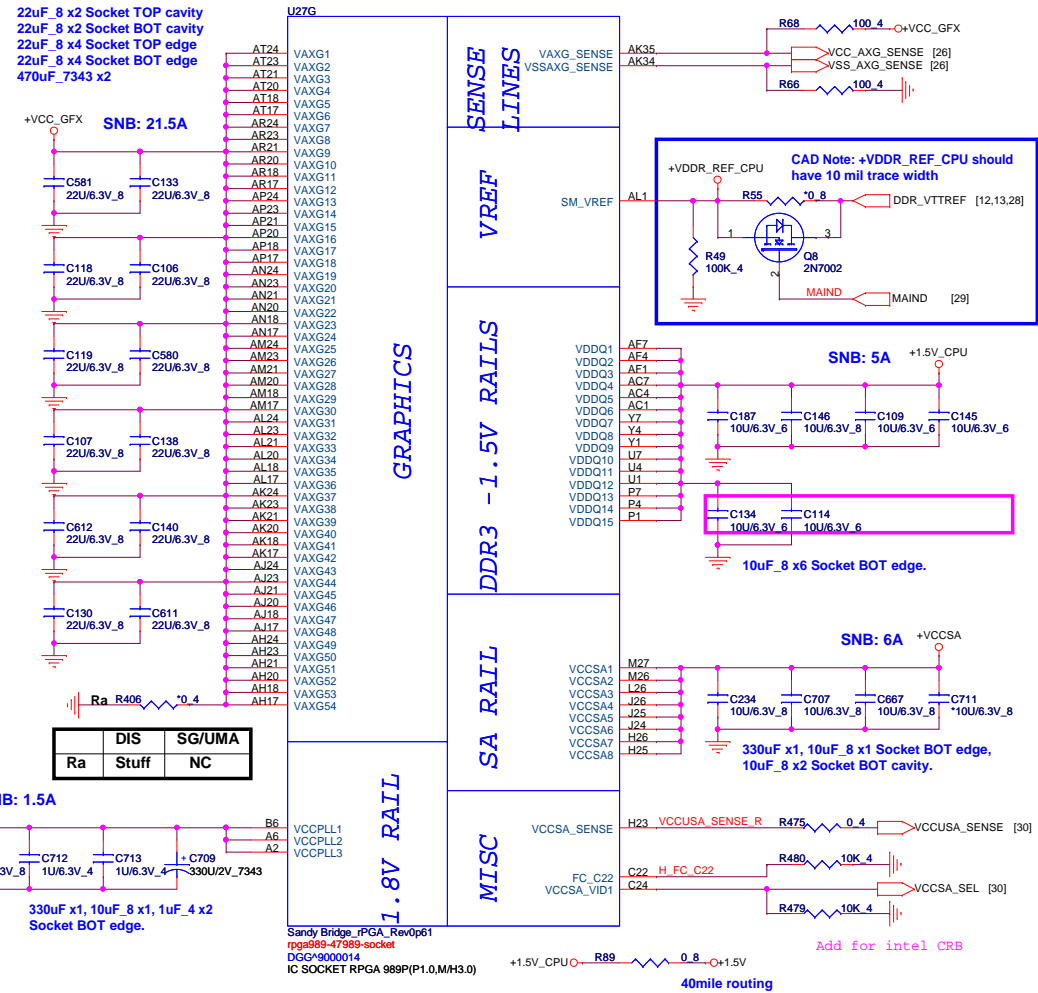 22uF_8 x2 Socket TOP cavity
22uF_8 x2 Socket BOT cavity
22uF_8 x4 Socket TOP edge
22uF_8 x4 Socket BOT edge
470uF_7343 x2
+VCC_GFX
SNB: 21.5A
C581
22U/6.3V_8
C133
22U/6.3V_8
C118
22U/6.3V_8
C106
22U/6.3V_8
C119
22U/6.3V_8
C580
22U/6.3V_8
C107
22U/6.3V_8
C138
22U/6.3V_8
C612
22U/6.3V_8
C140
22U/6.3V_8
C130
22U/6.3V_8
C611
22U/6.3V_8
Ra R406 *0_4
DIS SG/UMA
Ra Stuff NC
IB: 1.5A
3V_8
C712
1U/6.3V_4
C713
1U/6.3V_4
+ C709
330U/2V_7343
330uF x1, 10uF_8 x1, 1uF_4 x2
Socket BOT edge.
U27G
AT24 VAXG1
AT23 VAXG2
AT21 VAXG3
AT20 VAXG4
AT18 VAXG5
AT17 VAXG6
AR24 VAXG7
AR23 VAXG8
AR21 VAXG9
AR20 VAXG10
AR18 VAXG11
AR17 VAXG12
AP24 VAXG13
AP23 VAXG14
AP21 VAXG15
AP20 VAXG16
AP18 VAXG17
AP17 VAXG18
AN24 VAXG19
AN23 VAXG20
AN21 VAXG21
AN20 VAXG22
AN18 VAXG23
AN17 VAXG24
AM24 VAXG25
AM23 VAXG26
AM21 VAXG27
AM20 VAXG28
AM18 VAXG29
AM17 VAXG30
AL24 VAXG31
AL23 VAXG32
AL21 VAXG33
AL20 VAXG34
AL18 VAXG35
AL17 VAXG36
AK24 VAXG37
AK23 VAXG38
AK21 VAXG39
AK20 VAXG40
AK18 VAXG41
AK17 VAXG42
AJ24 VAXG43
AJ23 VAXG44
AJ21 VAXG45
AJ20 VAXG46
AJ18 VAXG47
AJ17 VAXG48
AH24 VAXG49
AH23 VAXG50
AH21 VAXG51
AH20 VAXG52
AH18 VAXG53
AH17 VAXG54
B6 VCCPLL1
A6 VCCPLL2
A2 VCCPLL3
GRAPHICS
1.8V RAIL
SENSE
LINES
VREF
DDR3 -1.5V RAILS
SA RAIL
MISC
VAXG_SENSE AK35
VSSAXG_SENSE AK34
SM_VREF AL1
VDDQ1 AF7
VDDQ2 AF4
VDDQ3 AF1
VDDQ4 AC7
VDDQ5 AC4
VDDQ6 AC1
VDDQ7 Y7
VDDQ8 Y4
VDDQ9 Y1
VDDQ10 U7
VDDQ11 U4
VDDQ12 U1
VDDQ13 P7
VDDQ14 P4
VDDQ15 P1
VCCSA1 M27
VCCSA2 M26
VCCSA3 L26
VCCSA4 J26
VCCSA5 J25
VCCSA6 J24
VCCSA7 H26
VCCSA8 H25
VCCSA_SENSE H23
FC_C22 C22
VCCSA_VID1 C24
Sandy Bridge_rPGA_Rev0p61
rpga989-47989-socket
DGG^9000014
IC SOCKET RPGA 989P(P1.0,M/H3.0)
R68 100_4 +VCC_GFX
VCC_AXG_SENSE [26]
VSS_AXG_SENSE [26]
R66 100_4
CAD Note: +VDDR_REF_CPU should
have 10 mil trace width
+VDDR_REF_CPU
R55 *0_8 DDR_VTTREF [12,13,28]
1 3
2
R49
100K_4
Q8
2N7002
MAIND MAIND [29]
SNB: 5A
+1.5V_CPU
C187
10U/6.3V_6
C146
10U/6.3V_6
C109
10U/6.3V_8
C145
10U/6.3V_6
C134
10U/6.3V_6
C114
10U/6.3V_6
10uF_8 x6 Socket BOT edge.
SNB: 6A
+VCCSA
C234
10U/6.3V_8
C707
10U/6.3V_8
C667
10U/6.3V_8
C711
*10U/6.3V_8
330uF x1, 10uF_8 x1 Socket BOT edge,
10uF_8 x2 Socket BOT cavity.
VCCUSA_SENSE_R R475 0_4 VCCUSA_SENSE [30]
H_FC_C22 R480 10K_4
VCCSA_SEL [30]
R479 10K_4
Add for intel CRB
+1.5V_CPU R89 0_8 +1.5V
40mile routing